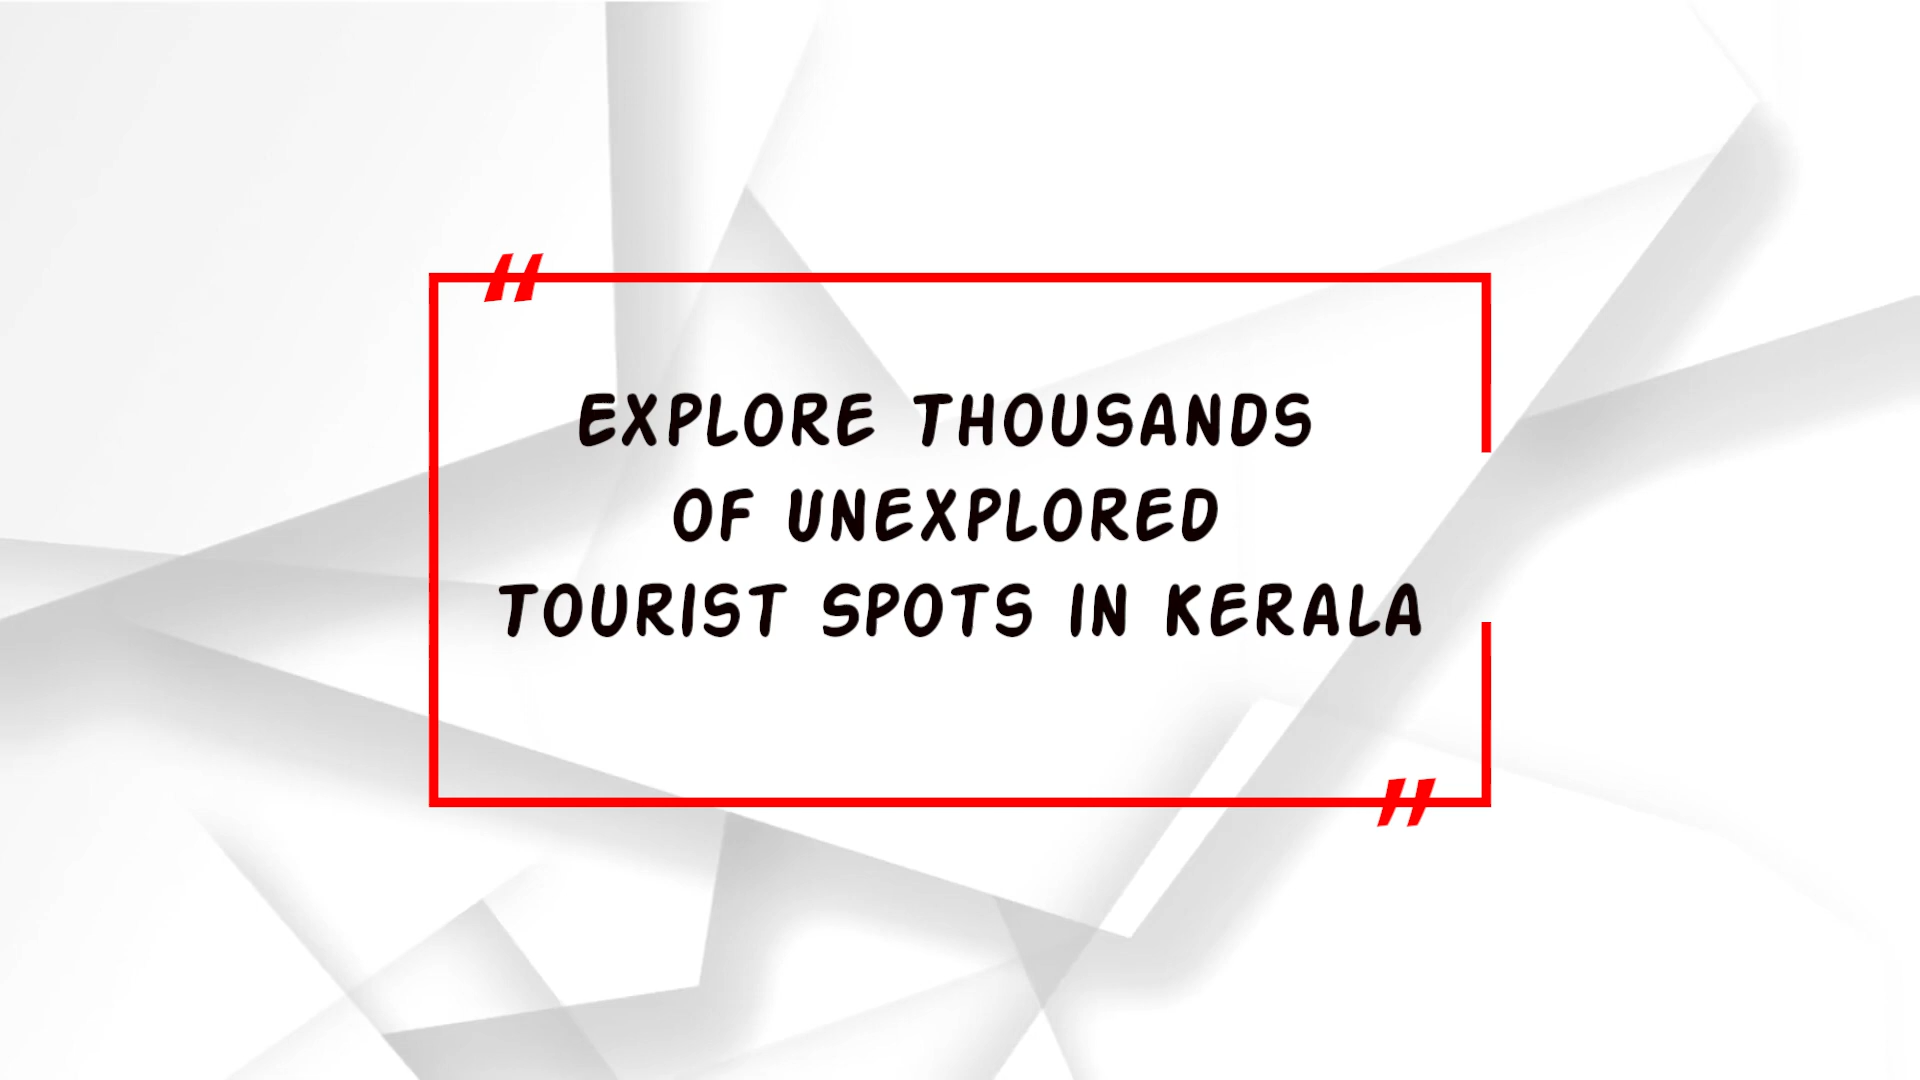 "
EXPLORE THOUSANDS
OF UNEXPLORED
TOURIST SPOTS IN KERALA
"